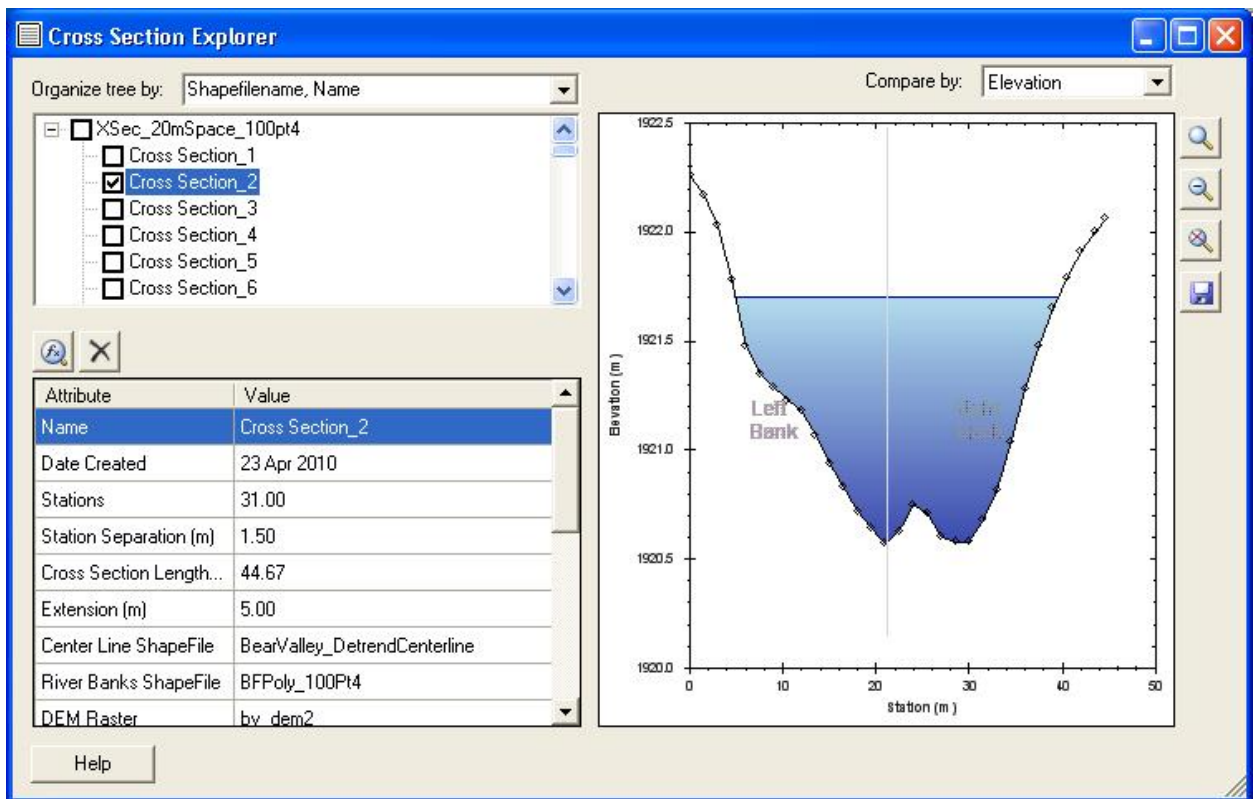 Cross Section Explorer
Organize tree by: Shapefilename, Name
XSec_20mSpace_100pt4
Cross Section_1
Cross Section_2
Cross Section_3
Cross Section_4
Cross Section_5
Cross Section_6
Attribute Value
Name Cross Section_2
Date Created 23 Apr 2010
Stations 31.00
Station Separation (m) 1.50
Cross Section Length... 44.67
Extension (m) 5.00
Center Line ShapeFile BearValley_DetrendCenterline
River Banks ShapeFile BFPoly_100Pt4
DEM Raster bv_dem2
Help
Compare by: Elevation
1922.5
1922.0
1921.5
1921.0
1920.5
1920.0
Elevation (m)
Left
Bank
0 10 20 30 40 50
Station (m)